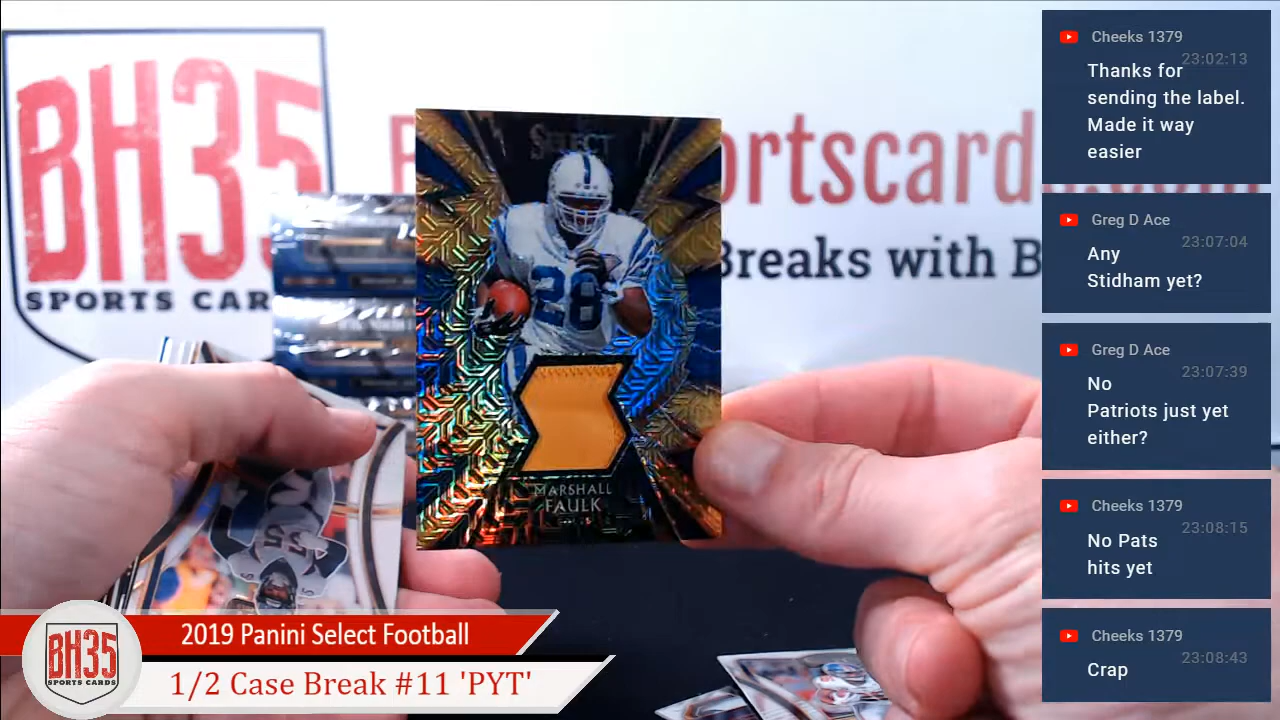 BH35
SPORTS CAR
ortscard
Breaks with B
SELECT
28
MARSHALL
FAULK
Cheeks 1379
23:02:13
Thanks for
sending the label.
Made it way
easier
Greg D Ace
23:07:04
Any
Stidham yet?
Greg D Ace
23:07:39
No
Patriots just yet
either?
Cheeks 1379
23:08:15
No Pats
hits yet
Cheeks 1379
23:08:43
Crap
BH35
SPORTS CARDS
2019 Panini Select Football
1/2 Case Break #11 'PYT'